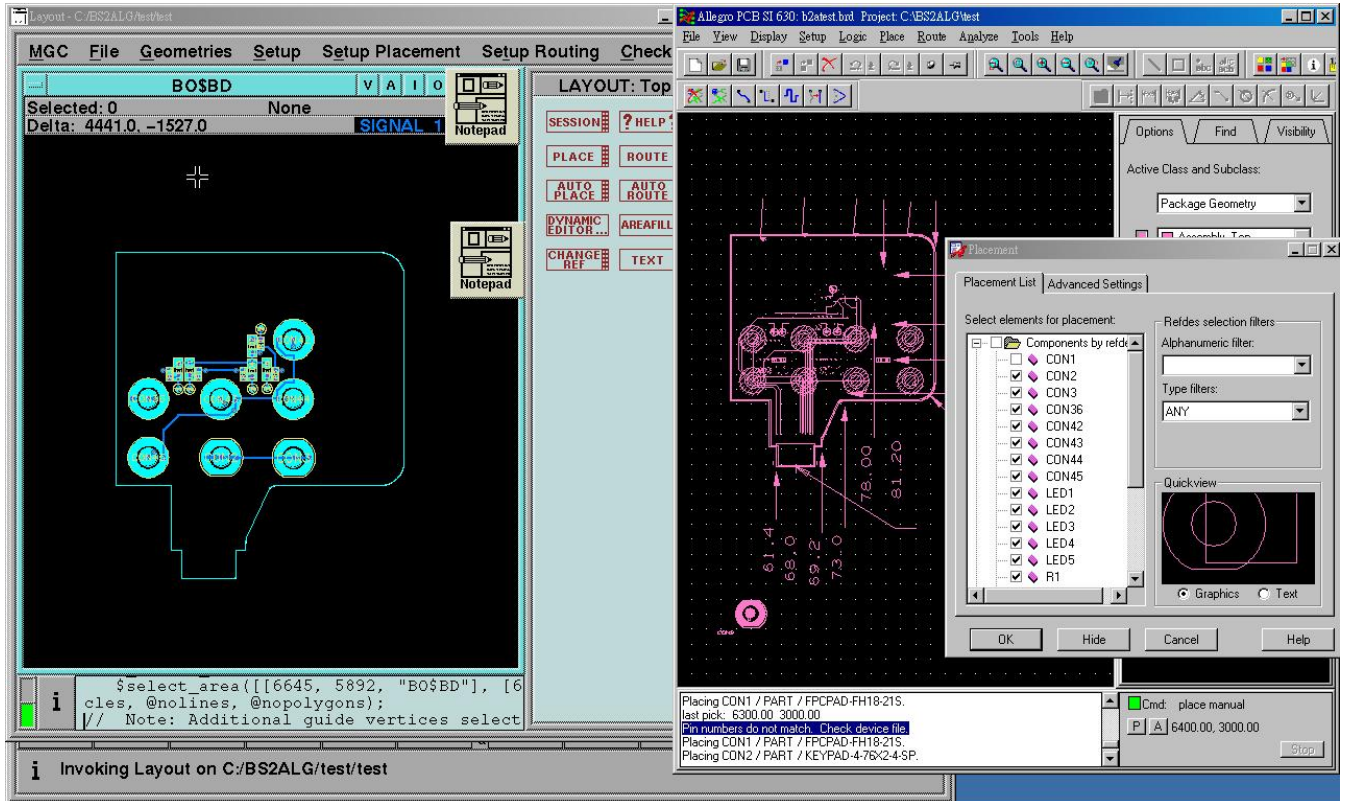 Layout - C:/BS2ALG/test/test
MGC File Geometries Setup Setup Placement Setup Routing Check
BO$BD
V A I O
Selected: 0 None
Delta: 4441.0, -1527.0 SIGNAL 1
Notepad
Notepad
LAYOUT: Top
SESSION ? HELP ?
PLACE ROUTE
AUTO PLACE AUTO ROUTE
DYNAMIC EDITOR... AREAFILL
CHANGE REF TEXT
$select_area([[6645, 5892, "BO$BD"], [6
cles, @nolines, @nopolygons);
// Note: Additional guide vertices select
Invoking Layout on C:/BS2ALG/test/test
Allegro PCB SI 630: b2atest.brd Project: C:\BS2ALG\test
File View Display Setup Logic Place Route Analyze Tools Help
Options Find Visibility
Active Class and Subclass:
Package Geometry
Assembly_Top
61.4
68,0
69.2
73.0
78,00
81.20
Placement
Placement List Advanced Settings
Select elements for placement:
Components by refde
CON1
CON2
CON3
CON36
CON42
CON43
CON44
CON45
LED1
LED2
LED3
LED4
LED5
R1
Refdes selection filters
Alphanumeric filter:
Type filters:
ANY
Quickview
Graphics Text
OK Hide Cancel Help
Placing CON1 / PART / FPCPAD-FH18-21S.
last pick: 6300.00 3000.00
Pin numbers do not match. Check device file.
Placing CON1 / PART / FPCPAD-FH18-21S.
Placing CON2 / PART / KEYPAD-4-76X2-4-SP.
Cmd: place manual
P A 6400.00, 3000.00
Stop